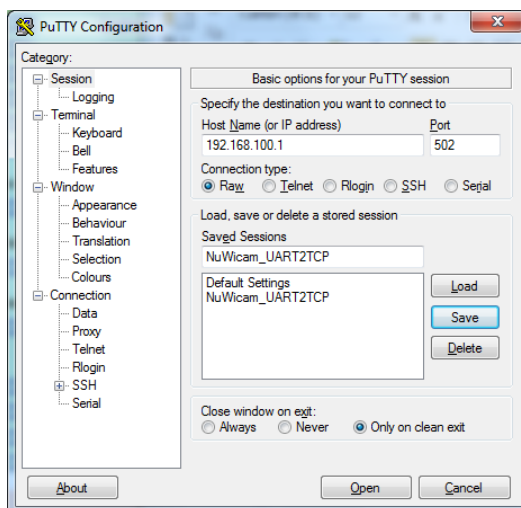 PuTTY Configuration
Category:
Session
Logging
Terminal
Keyboard
Bell
Features
Window
Appearance
Behaviour
Translation
Selection
Colours
Connection
Data
Proxy
Telnet
Rlogin
SSH
Serial
Basic options for your PuTTY session
Specify the destination you want to connect to
Host Name (or IP address) Port
192.168.100.1 502
Connection type:
Raw Telnet Rlogin SSH Serial
Load, save or delete a stored session
Saved Sessions
NuWicam_UART2TCP
Default Settings
NuWicam_UART2TCP
Load
Save
Delete
Close window on exit:
Always Never Only on clean exit
About Open Cancel